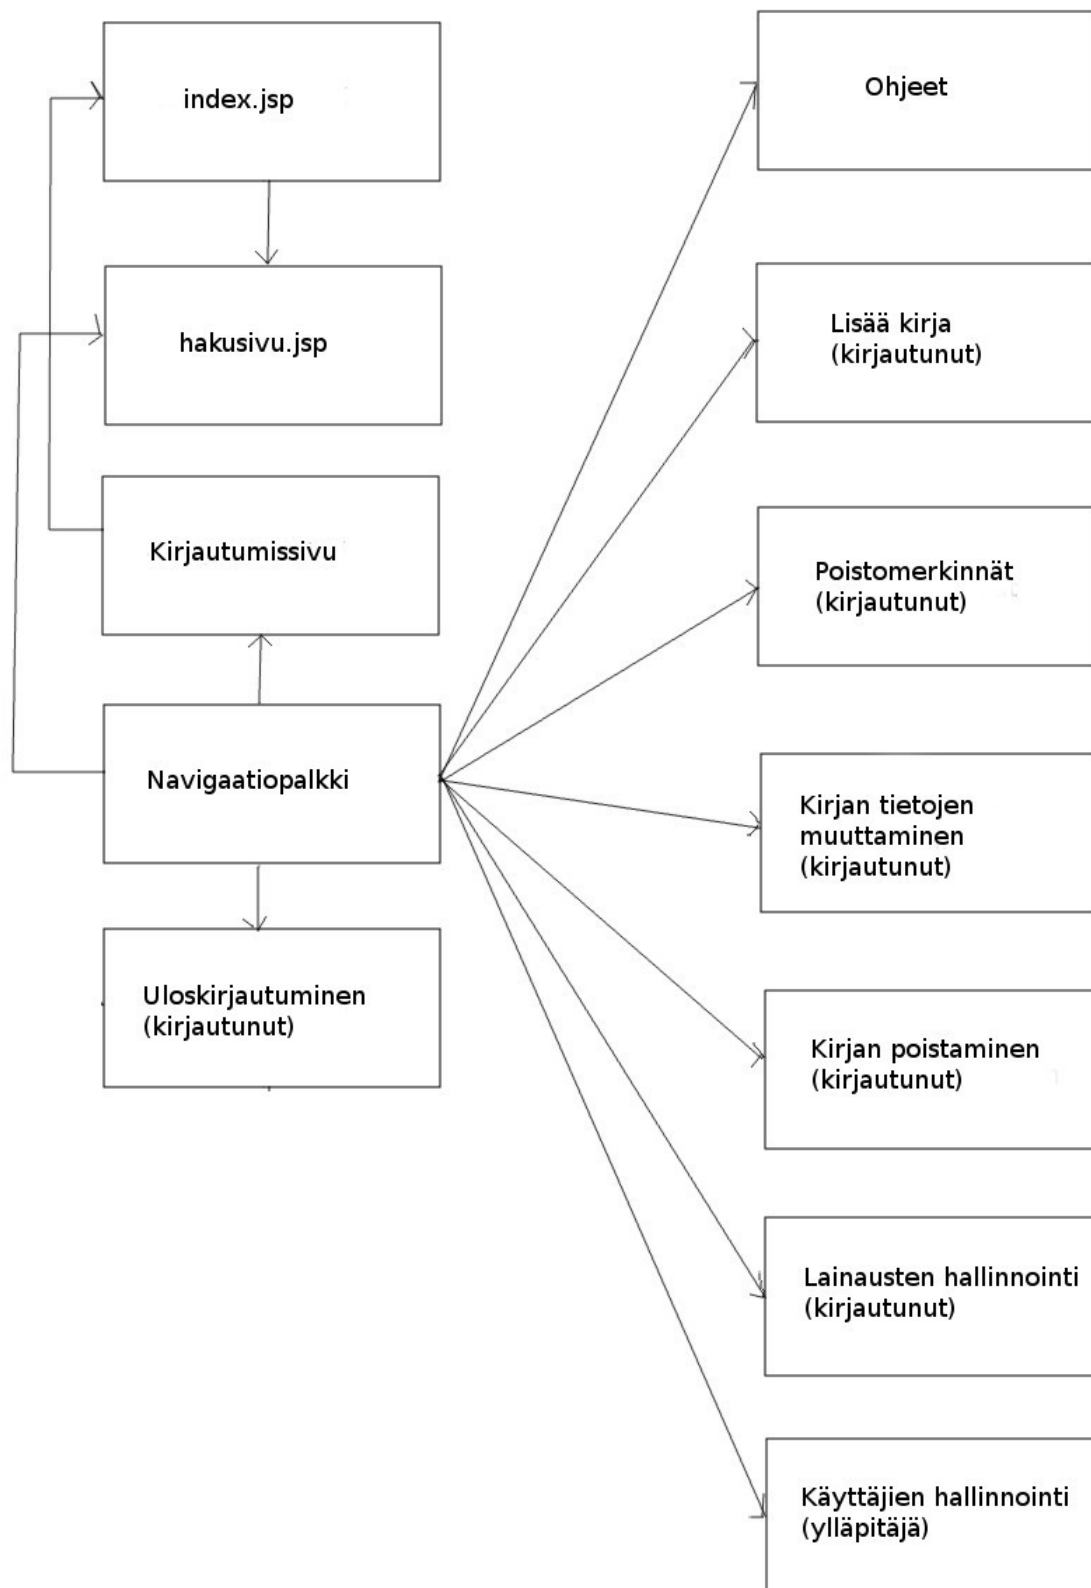 index.jsp
hakusivu.jsp
Kirjautumissivu
Navigaatiopalkki
Uloskirjautuminen
(kirjautunut)
Ohjeet
Lisää kirja
(kirjautunut)
Poistomerkinnät
(kirjautunut)
Kirjan tietojen
muuttaminen
(kirjautunut)
Kirjan poistaminen
(kirjautunut)
Lainausten hallinnointi
(kirjautunut)
Käyttäjien hallinnointi
(ylläpitäjä)